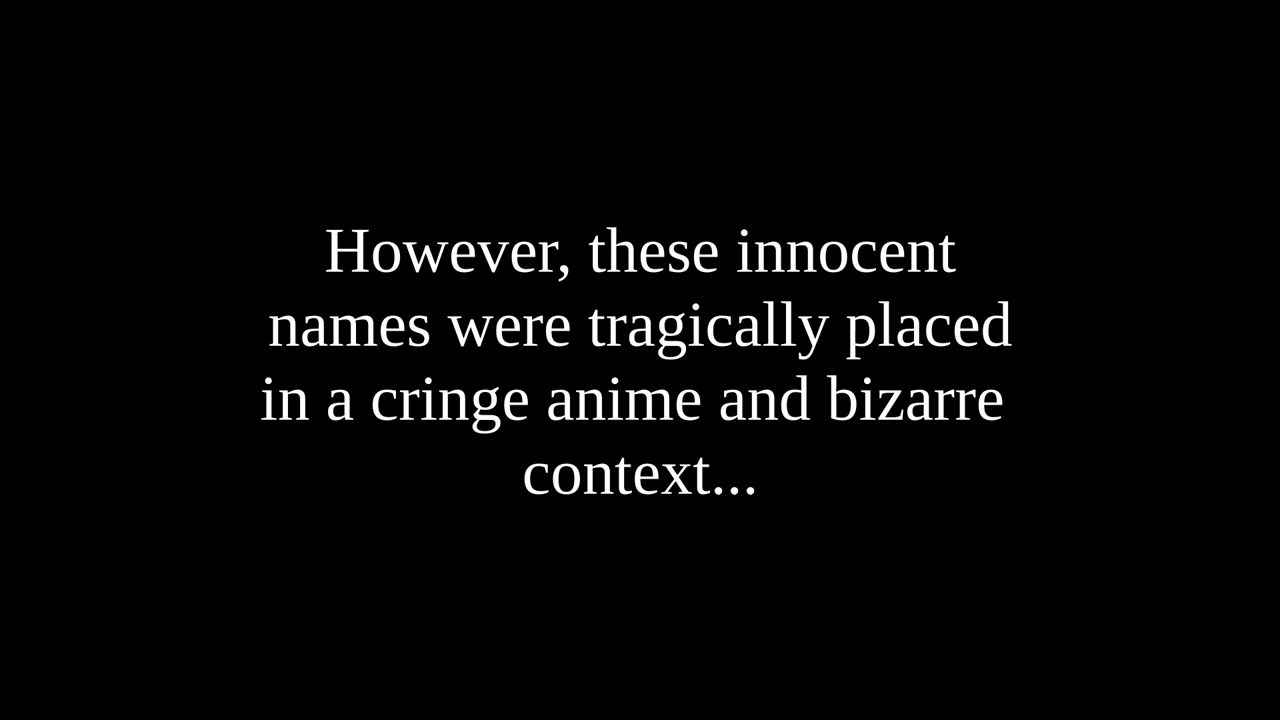 However, these innocent
names were tragically placed
in a cringe anime and bizarre
context...